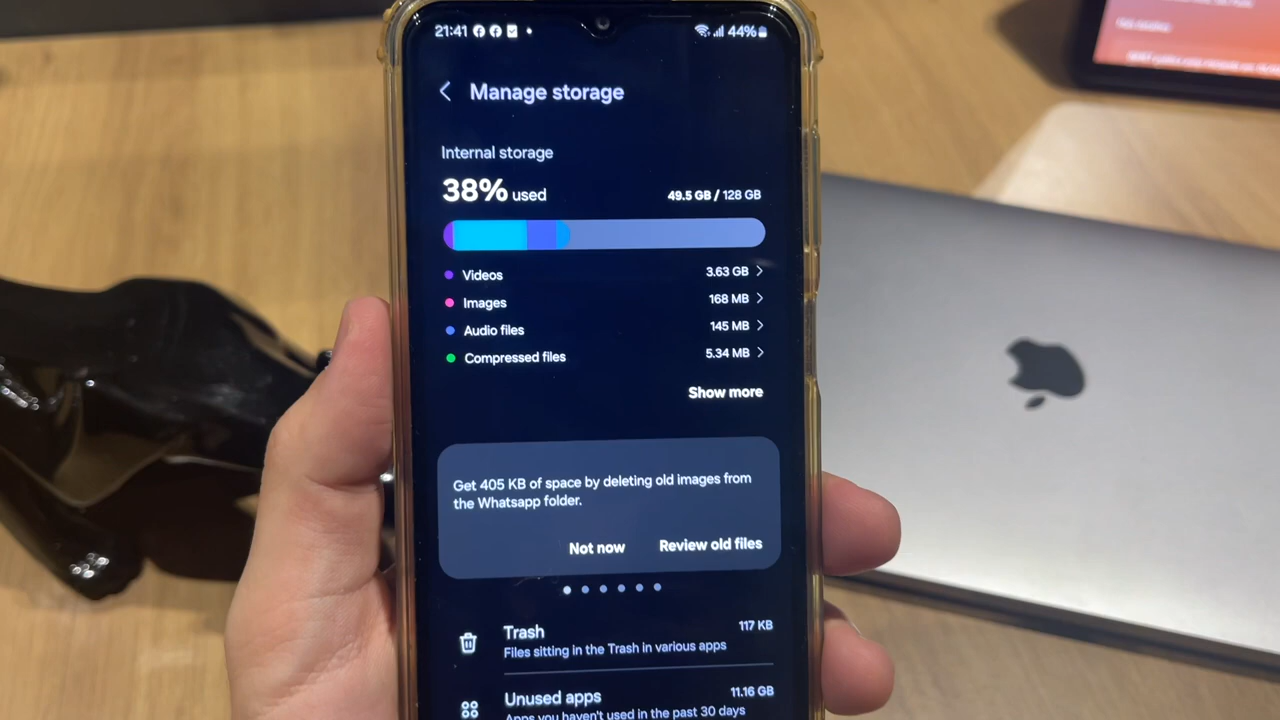 21:41
44%
Manage storage
Internal storage
38% used
49.5 GB / 128 GB
Videos
3.63 GB
Images
168 MB
Audio files
145 MB
Compressed files
5.34 MB
Show more
Get 405 KB of space by deleting old images from
the Whatsapp folder.
Not now
Review old files
Trash
117 KB
Files sitting in the Trash in various apps
Unused apps
11.16 GB
Apps you haven't used in the past 30 days